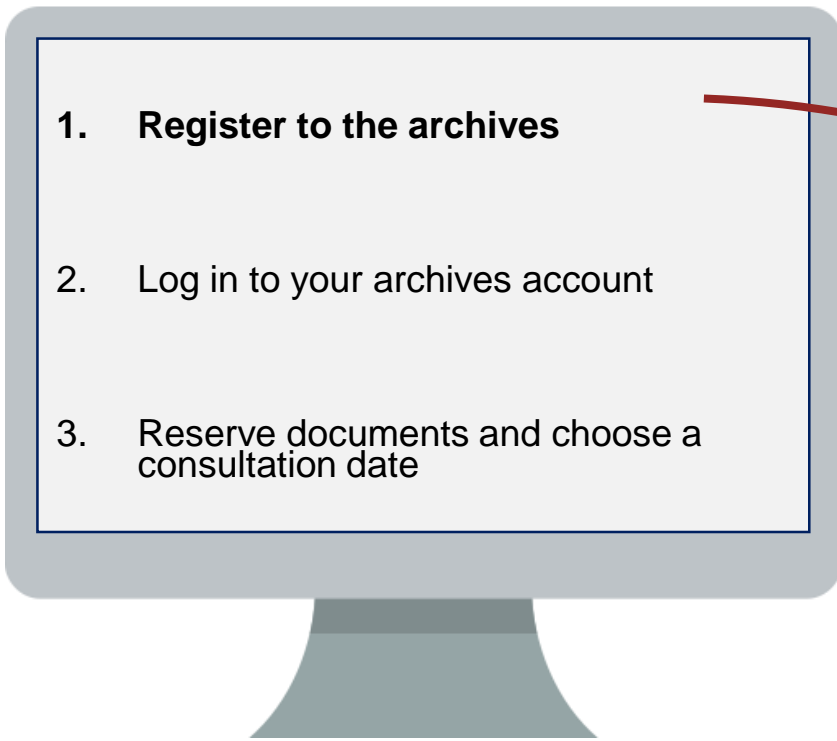 1. Register to the archives
2. Log in to your archives account
3. Reserve documents and choose a
consultation date